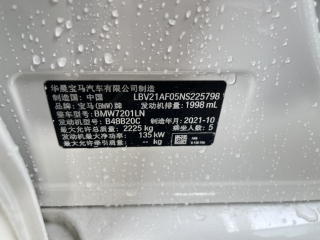 华晨宝马汽车有限公司制造
制造国：中国 LBV21AF05NS225798
品牌：宝马(BMW)牌 发动机排量：1998 mL
整车型号：BMW7201LN
发动机型号：B48B20C 制造年月：2021-10
最大允许总质量：2225 kg 乘坐人数：5
发动机最大净功率：135 kW
最大允许牵引质量：-- kg